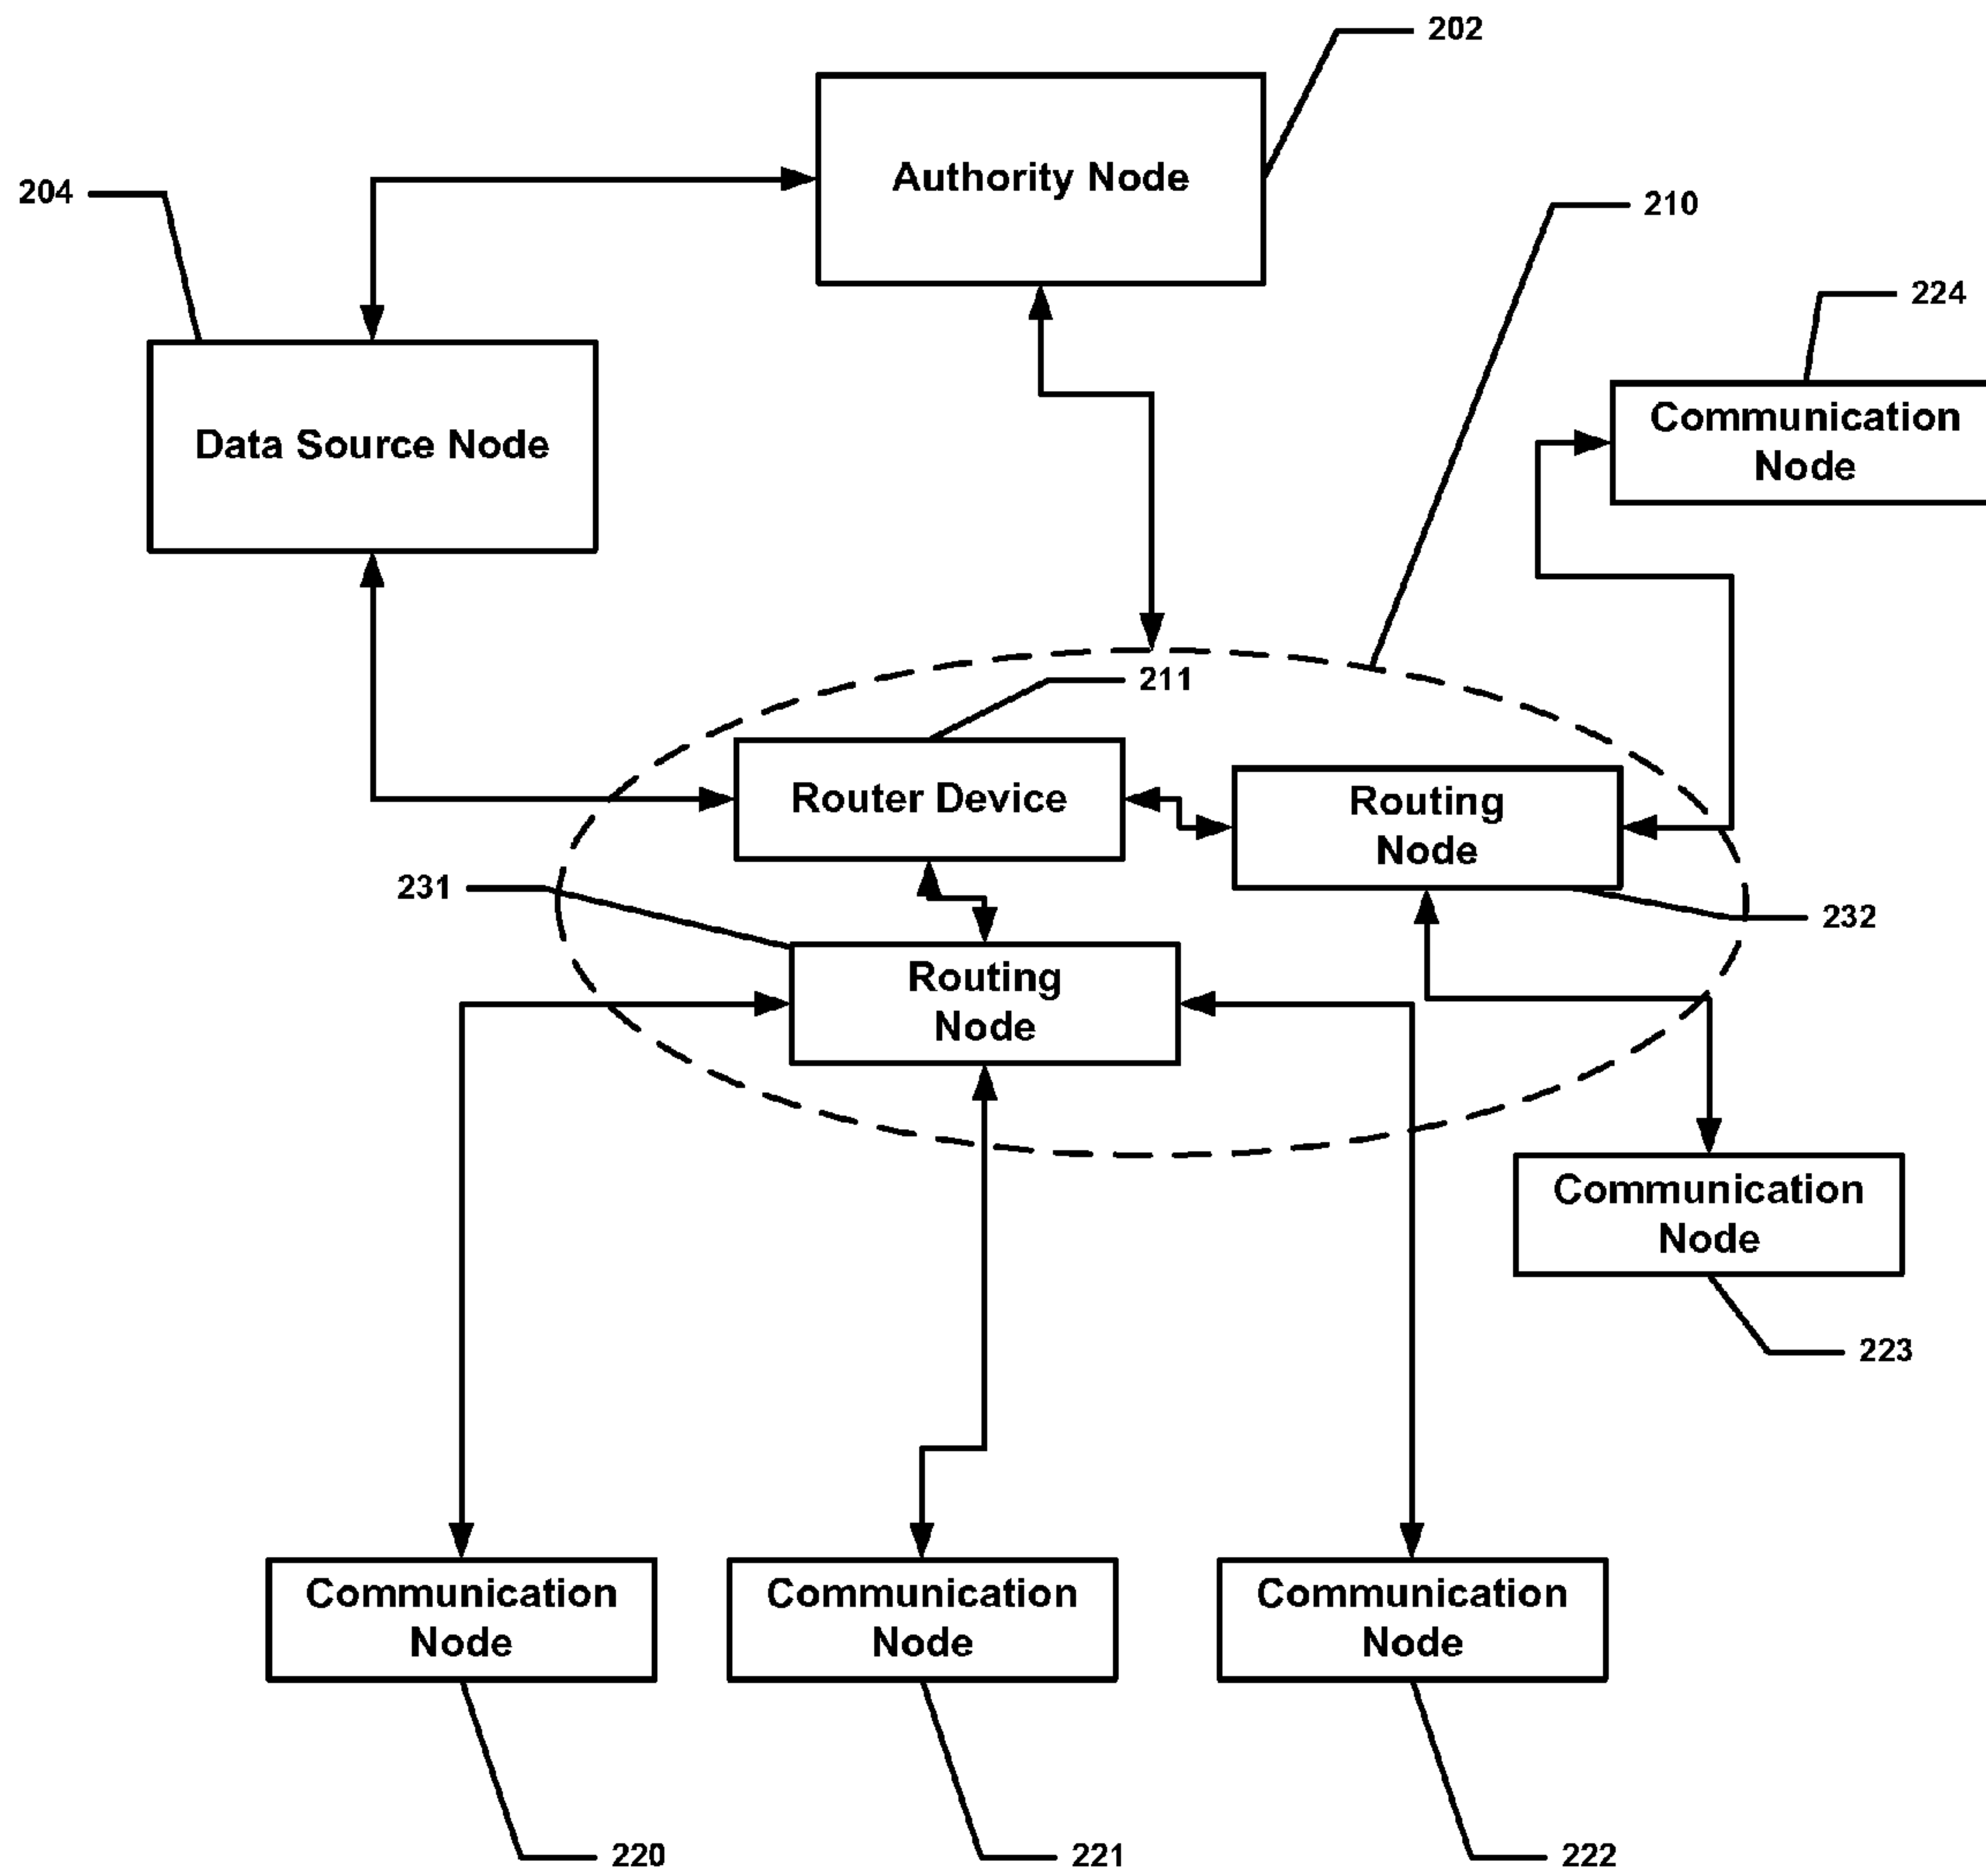 202
Authority Node
204
210
224
Communication
Node
Data Source Node
211
Router Device
Routing
Node
231
232
Routing
Node
Communication
Node
223
Communication
Node
Communication
Node
Communication
Node
220
221
222